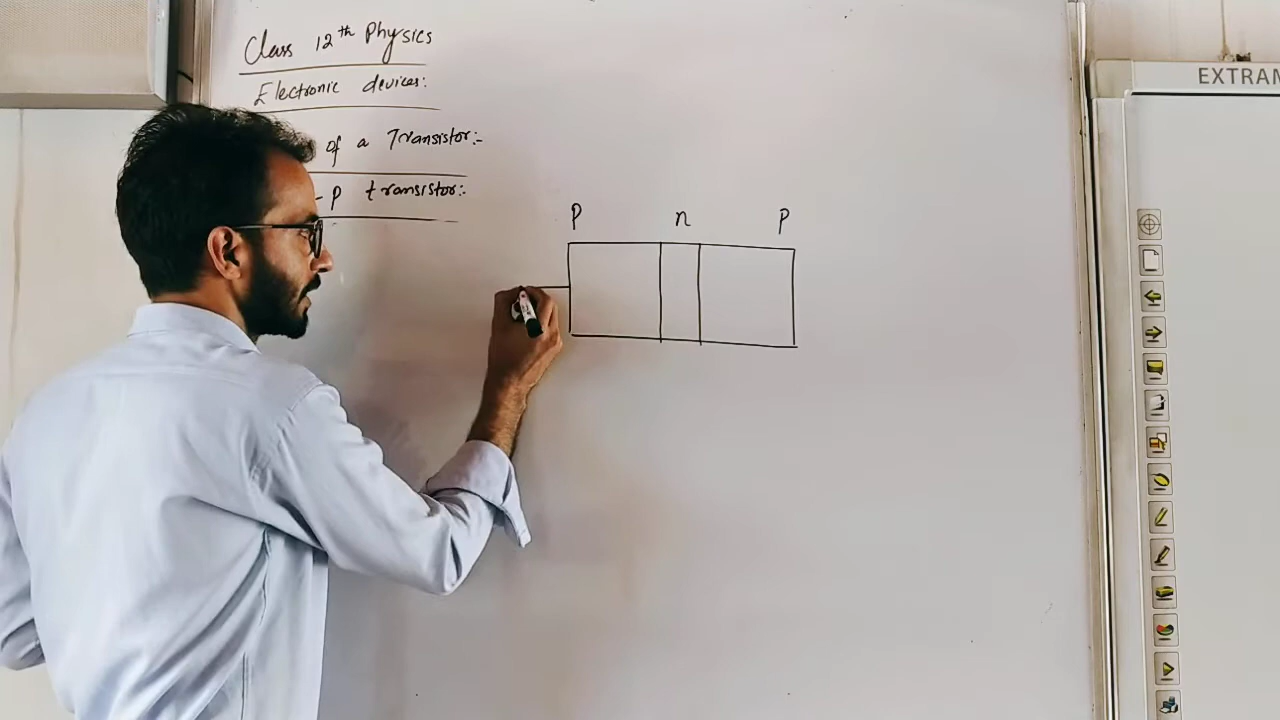 Class 12th Physics
Electronic devices:
of a Transistor:-
- p transistor:-
P n P
EXTRAN